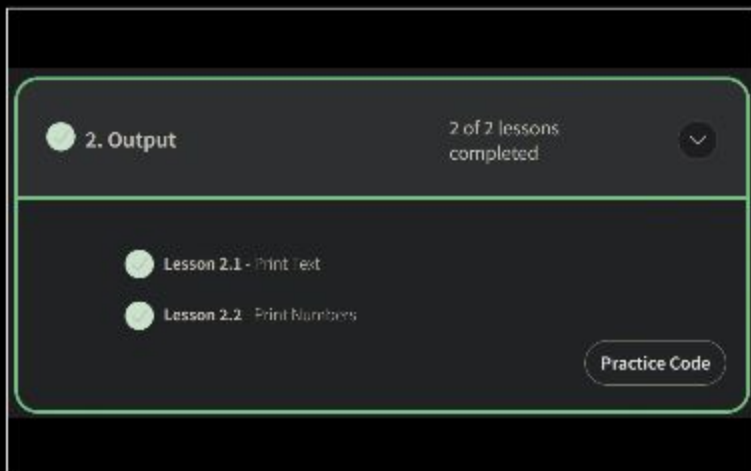 2. Output
2 of 2 lessons
completed
Lesson 2.1 - Print Text
Lesson 2.2 - Print Numbers
Practice Code